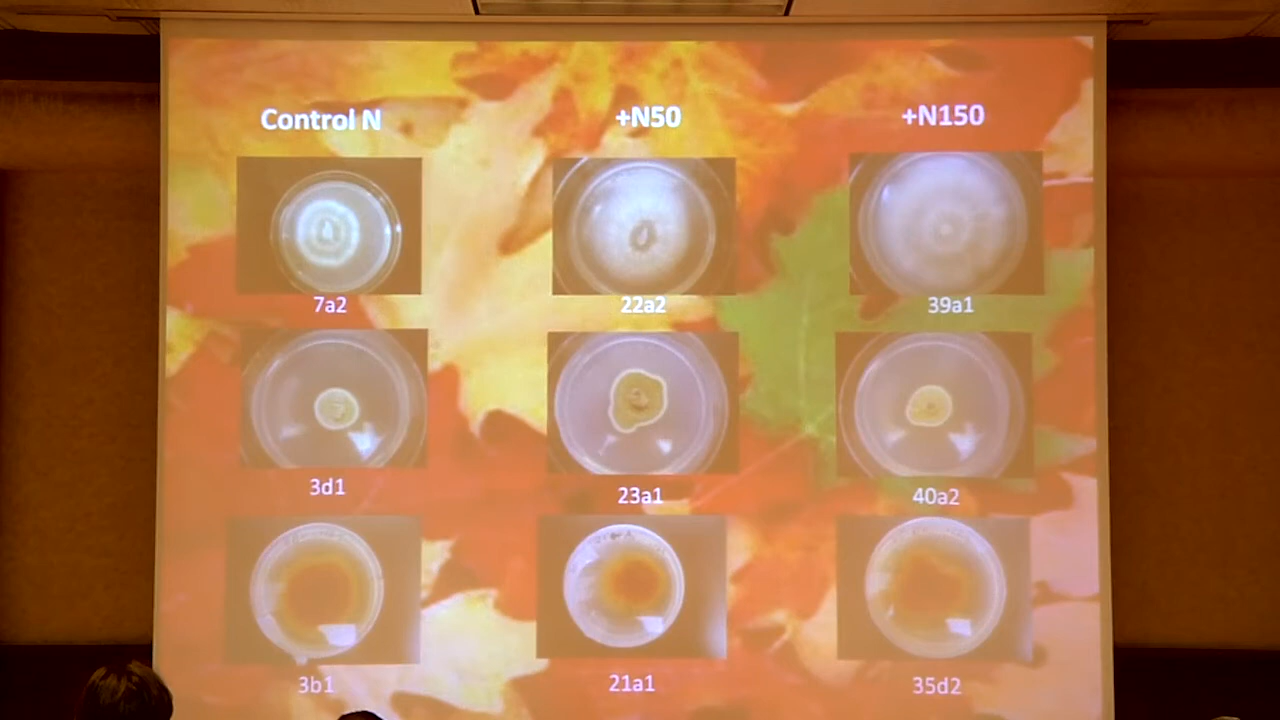 Control N
+N50
+N150
7a2
22a2
39a1
3d1
23a1
40a2
3b1
21a1
35d2